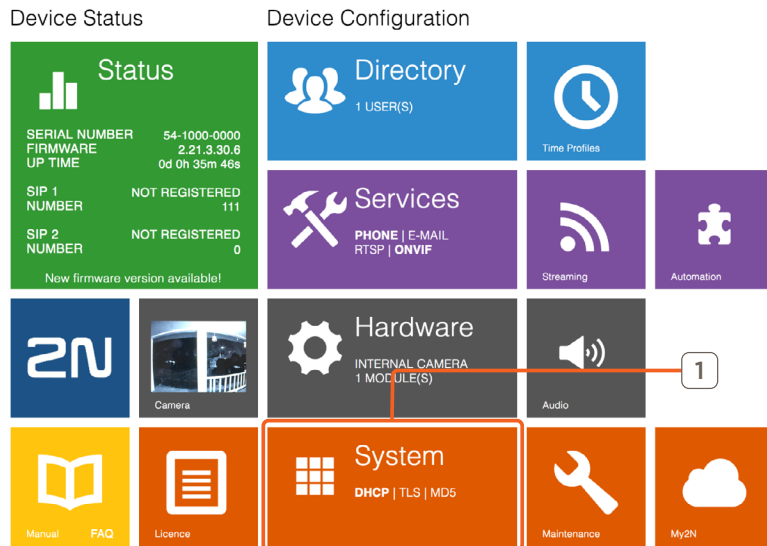 Device Status
Device Configuration
Status
SERIAL NUMBER 54-1000-0000
FIRMWARE 2.21.3.30.6
UP TIME 0d 0h 35m 46s
SIP 1 NOT REGISTERED
NUMBER 111
SIP 2 NOT REGISTERED
NUMBER 0
New firmware version available!
Directory
1 USER(S)
Time Profiles
Services
PHONE | E-MAIL
RTSP | ONVIF
Streaming
Automation
2N
Camera
Hardware
INTERNAL CAMERA
1 MODULE(S)
Audio
1
Manual FAQ
Licence
System
DHCP | TLS | MD5
Maintenance
My2N